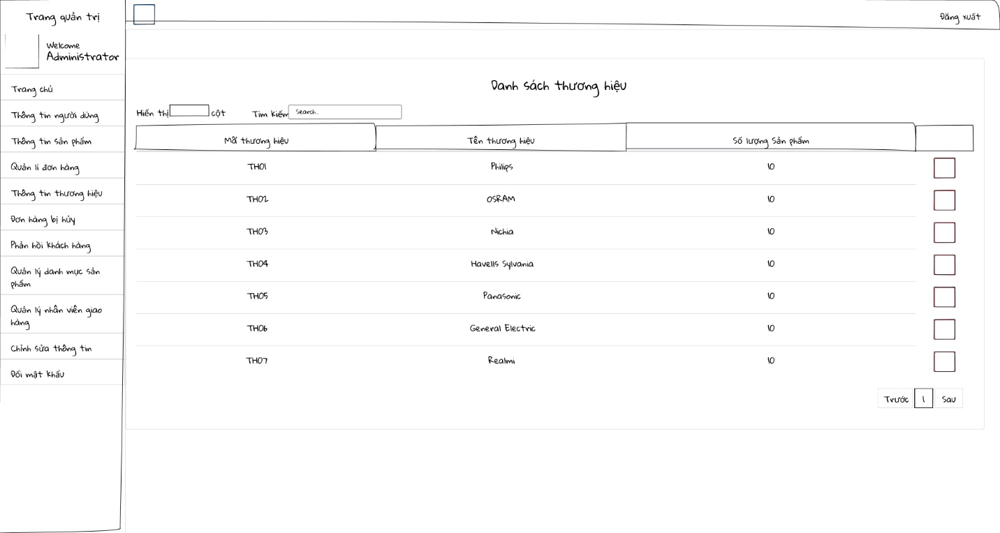 Trang quản trị
Đăng xuất
Welcome
Administrator
Trang chủ
Thông tin người dùng
Thông tin sản phẩm
Quản lí đơn hàng
Thông tin thương hiệu
Đơn hàng bị hủy
Phản hồi khách hàng
Quản lý danh mục sản
phẩm
Quản lý nhân viên giao
hàng
Chỉnh sửa thông tin
Đổi mật khẩu
Danh sách thương hiệu
Hiển thị cột Tìm kiếm Search..
Mã thương hiệu Tên thương hiệu Số lượng sản phẩm
TH01 Philips 10
TH02 OSRAM 10
TH03 Nichia 10
TH04 Havells Sylvania 10
TH05 Panasonic 10
TH06 General Electric 10
TH07 Realmi 10
Trước 1 Sau